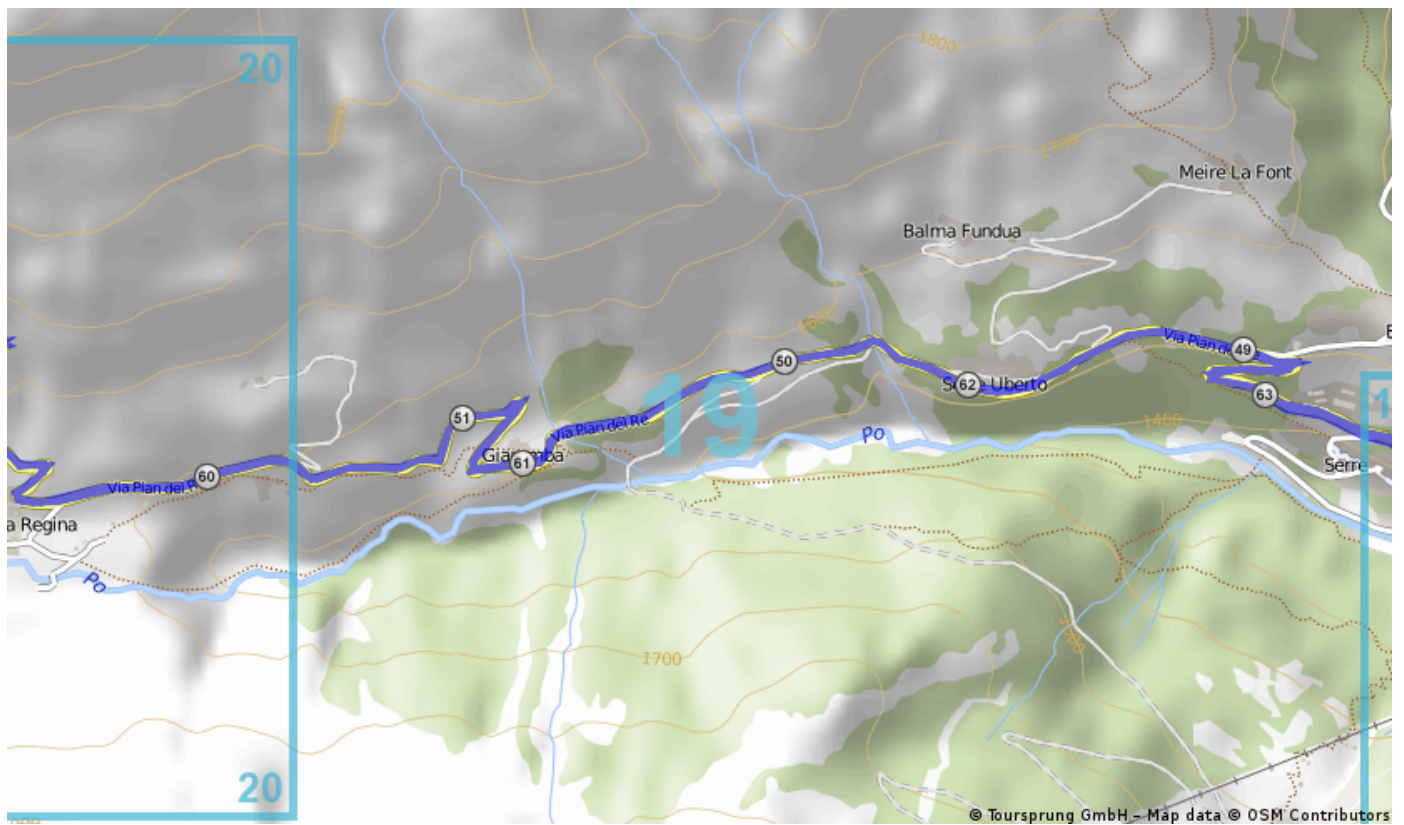 20
1800
1700
Meire La Font
Balma Fundua
1600
Via Pian de
49
50
62
63
51
19
Via Pian del Re
61
Po
1400
Serre
60
Via Pian del R
a Regina
Po
1700
20
© Toursprung GmbH – Map data © OSM Contributors